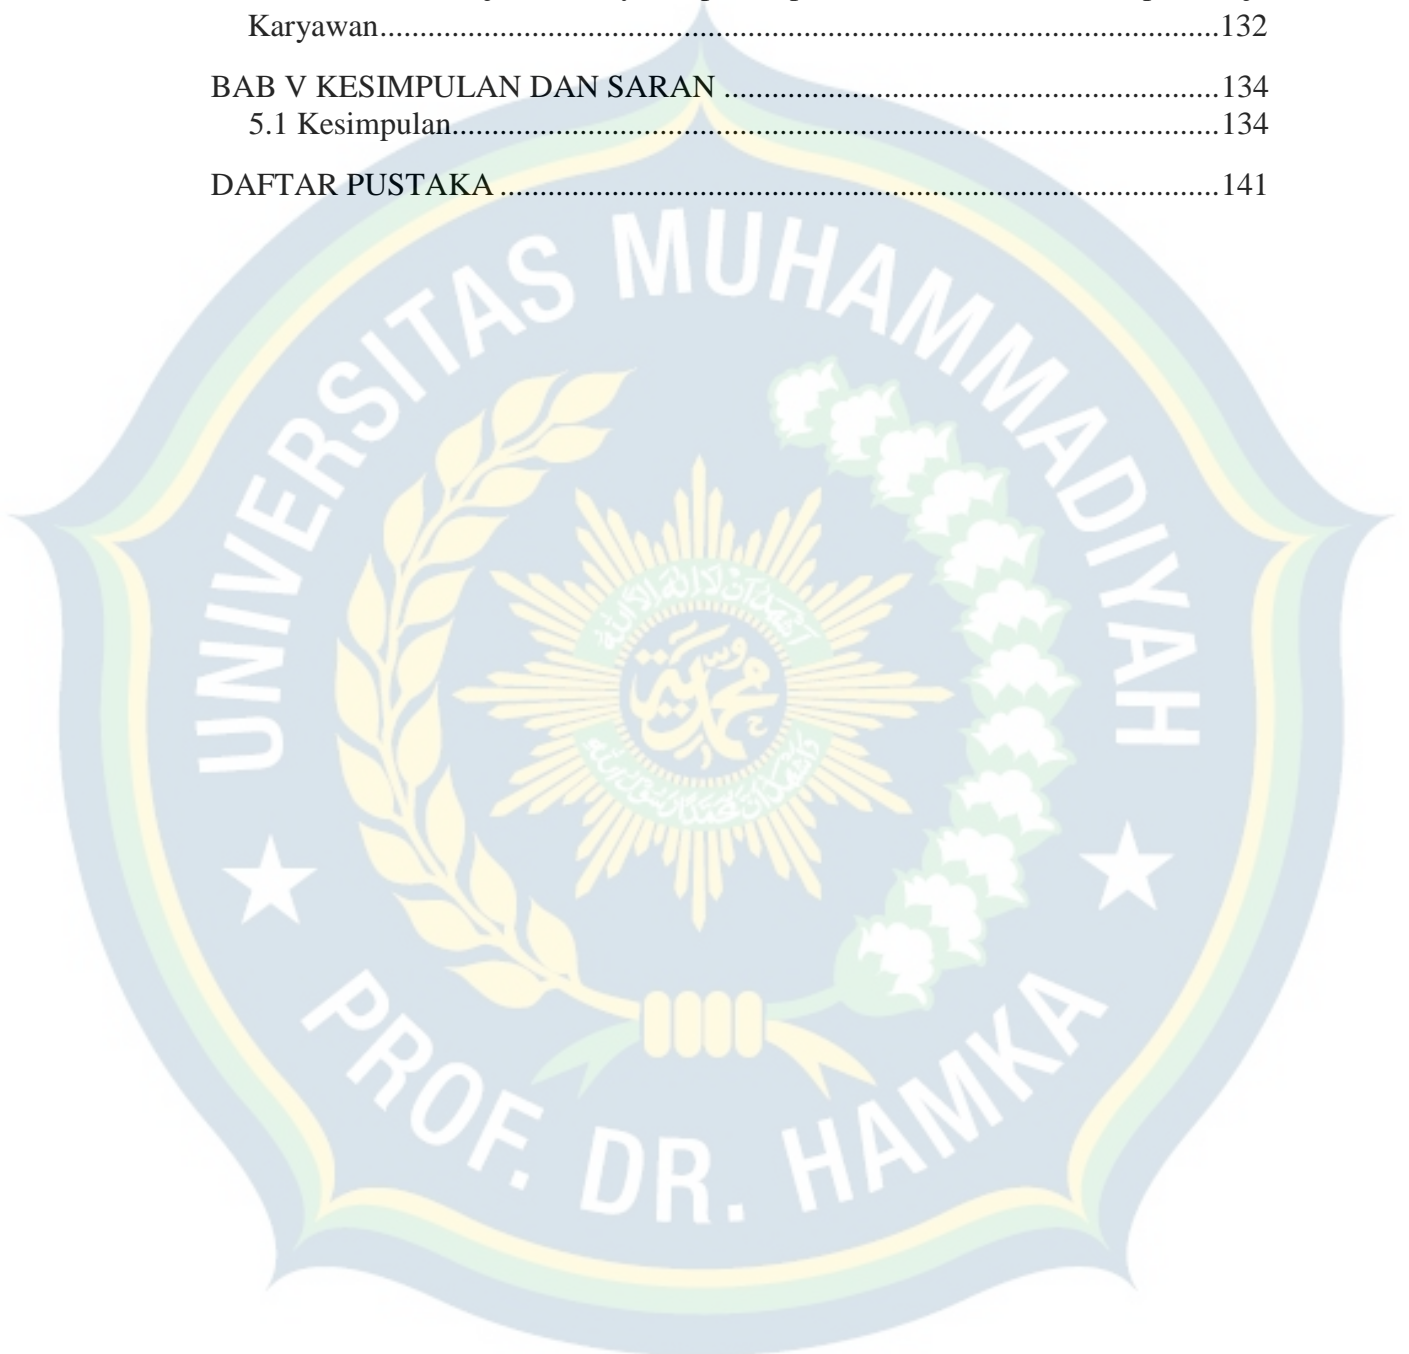 Karyawan.........................................................................................................132
BAB V KESIMPULAN DAN SARAN ..............................................................134
5.1 Kesimpulan................................................................................................134
DAFTAR PUSTAKA ..........................................................................................141
UNIVERSITAS MUHAMMADIYAH
محمدية
PROF. DR. HAMKA